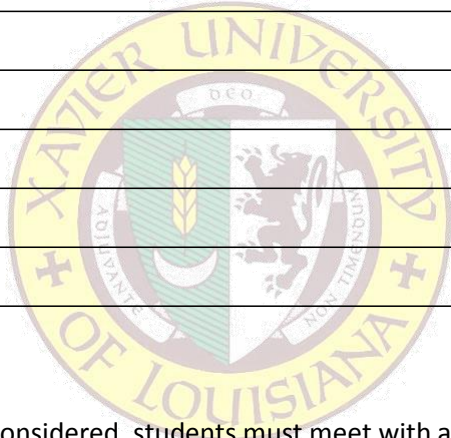 XAVIER UNIVERSITY
DEO
ADJUVANTE
NON TIMENDUM
OF LOUISIANA
onsidered, students must meet with a